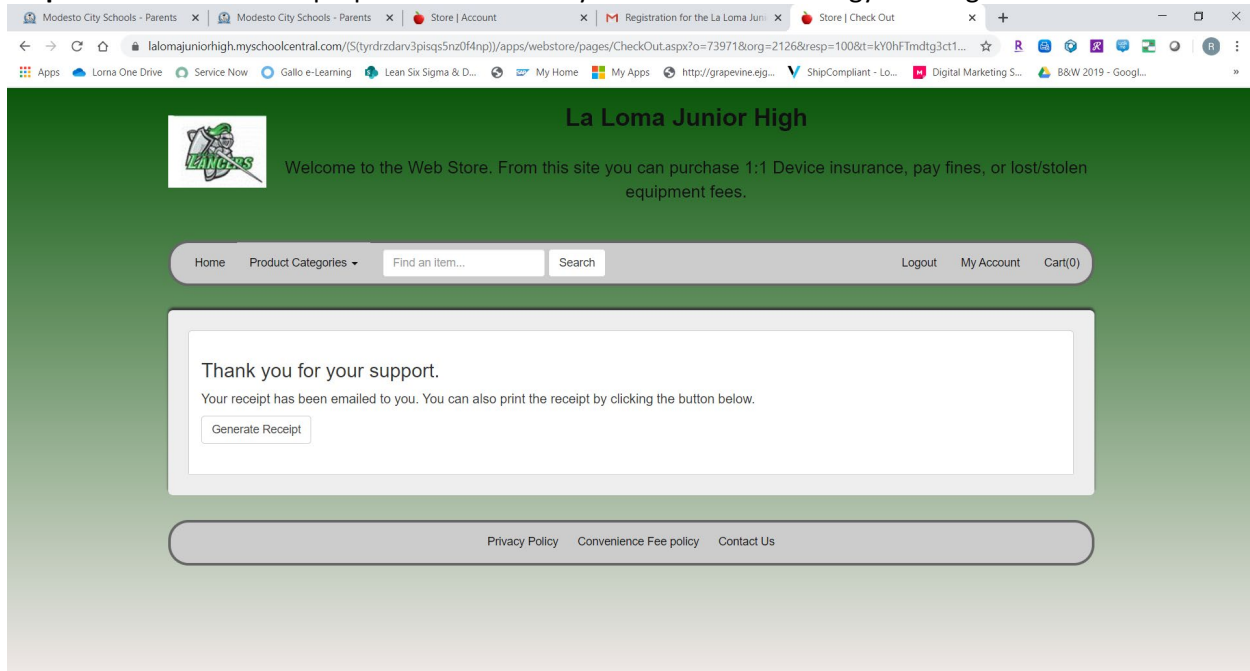 Modesto City Schools - Parents
Modesto City Schools - Parents
Store | Account
Registration for the La Loma Juni
Store | Check Out
lalomajuniorhigh.myschoolcentral.com/(S(tyrdrzdarv3pisqs5nz0f4np))/apps/webstore/pages/CheckOut.aspx?o=73971&org=2126&resp=100&t=kY0hFTmdtg3ct1...
Apps Lorna One Drive Service Now Gallo e-Learning Lean Six Sigma & D... My Home My Apps http://grapevine.ejg... ShipCompliant - Lo... Digital Marketing S... B&W 2019 - Googl... »
La Loma Junior High
LANCERS
Welcome to the Web Store. From this site you can purchase 1:1 Device insurance, pay fines, or lost/stolen
equipment fees.
Home Product Categories Find an item... Search Logout My Account Cart(0)
Thank you for your support.
Your receipt has been emailed to you. You can also print the receipt by clicking the button below.
Generate Receipt
Privacy Policy Convenience Fee policy Contact Us